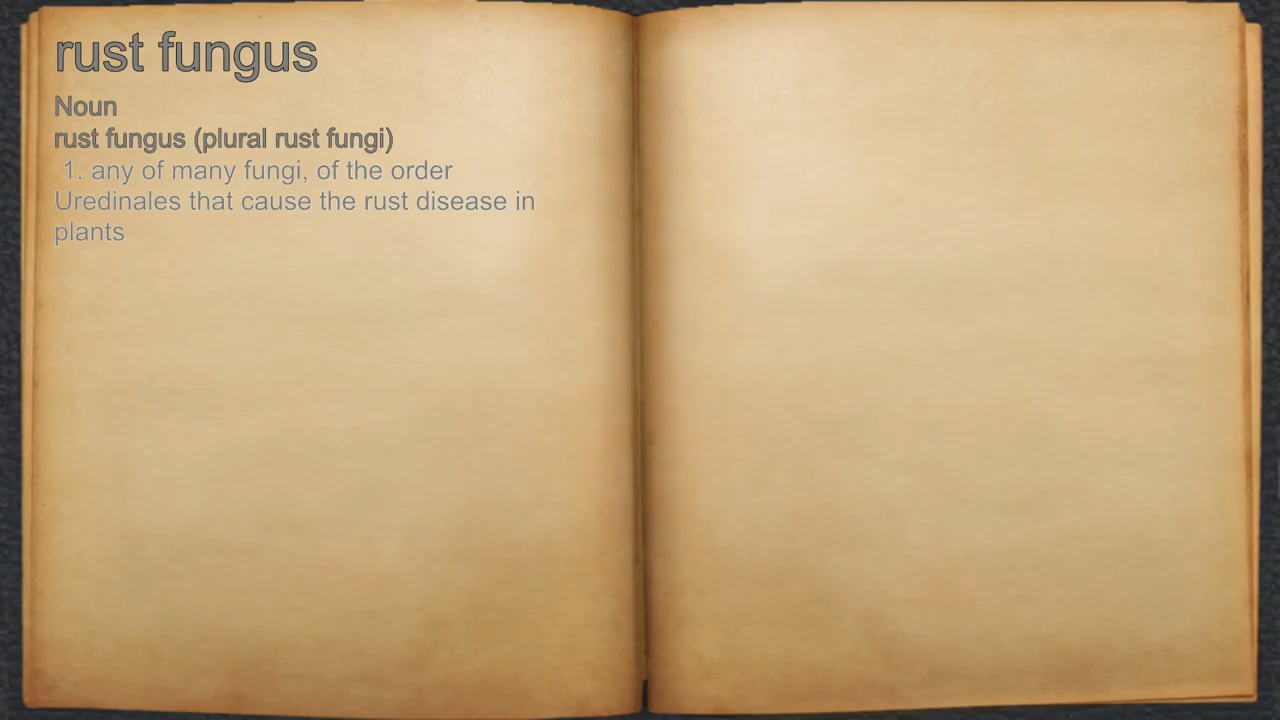 rust fungus
Noun
rust fungus (plural rust fungi)
1. any of many fungi, of the order
Uredinales that cause the rust disease in
plants